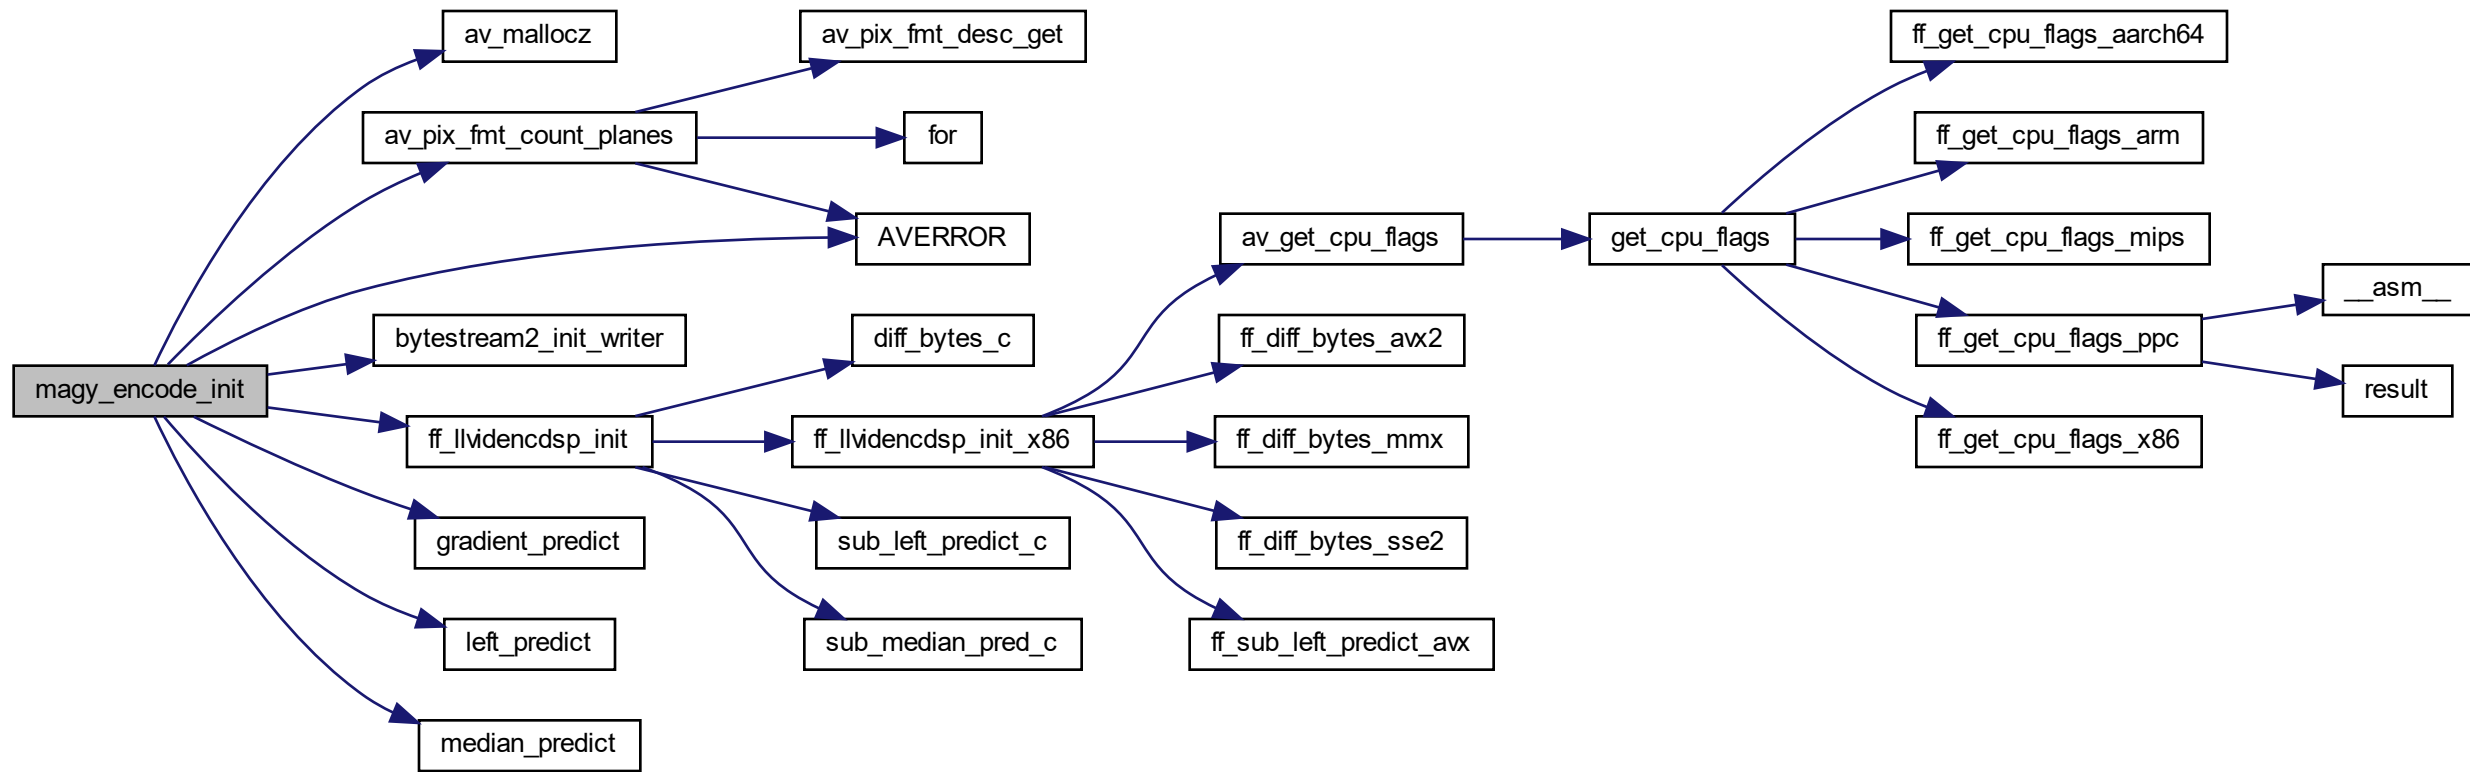 av_mallocz
av_pix_fmt_desc_get
ff_get_cpu_flags_aarch64
av_pix_fmt_count_planes
for
ff_get_cpu_flags_arm
AVERROR
av_get_cpu_flags
get_cpu_flags
ff_get_cpu_flags_mips
__asm__
bytestream2_init_writer
diff_bytes_c
ff_diff_bytes_avx2
ff_get_cpu_flags_ppc
magy_encode_init
result
ff_llvidencdsp_init
ff_llvidencdsp_init_x86
ff_diff_bytes_mmx
ff_get_cpu_flags_x86
gradient_predict
sub_left_predict_c
ff_diff_bytes_sse2
left_predict
sub_median_pred_c
ff_sub_left_predict_avx
median_predict